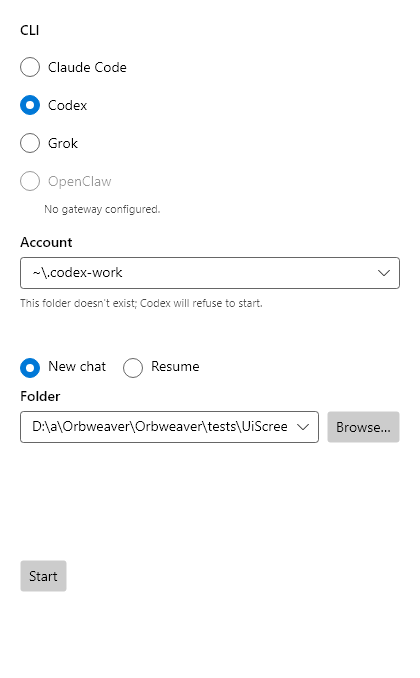 CLI
Claude Code
Codex
Grok
OpenClaw
No gateway configured.
Account
~\.codex-work
This folder doesn't exist; Codex will refuse to start.
New chat Resume
Folder
D:\a\Orbweaver\Orbweaver\tests\UiScree Browse...
Start